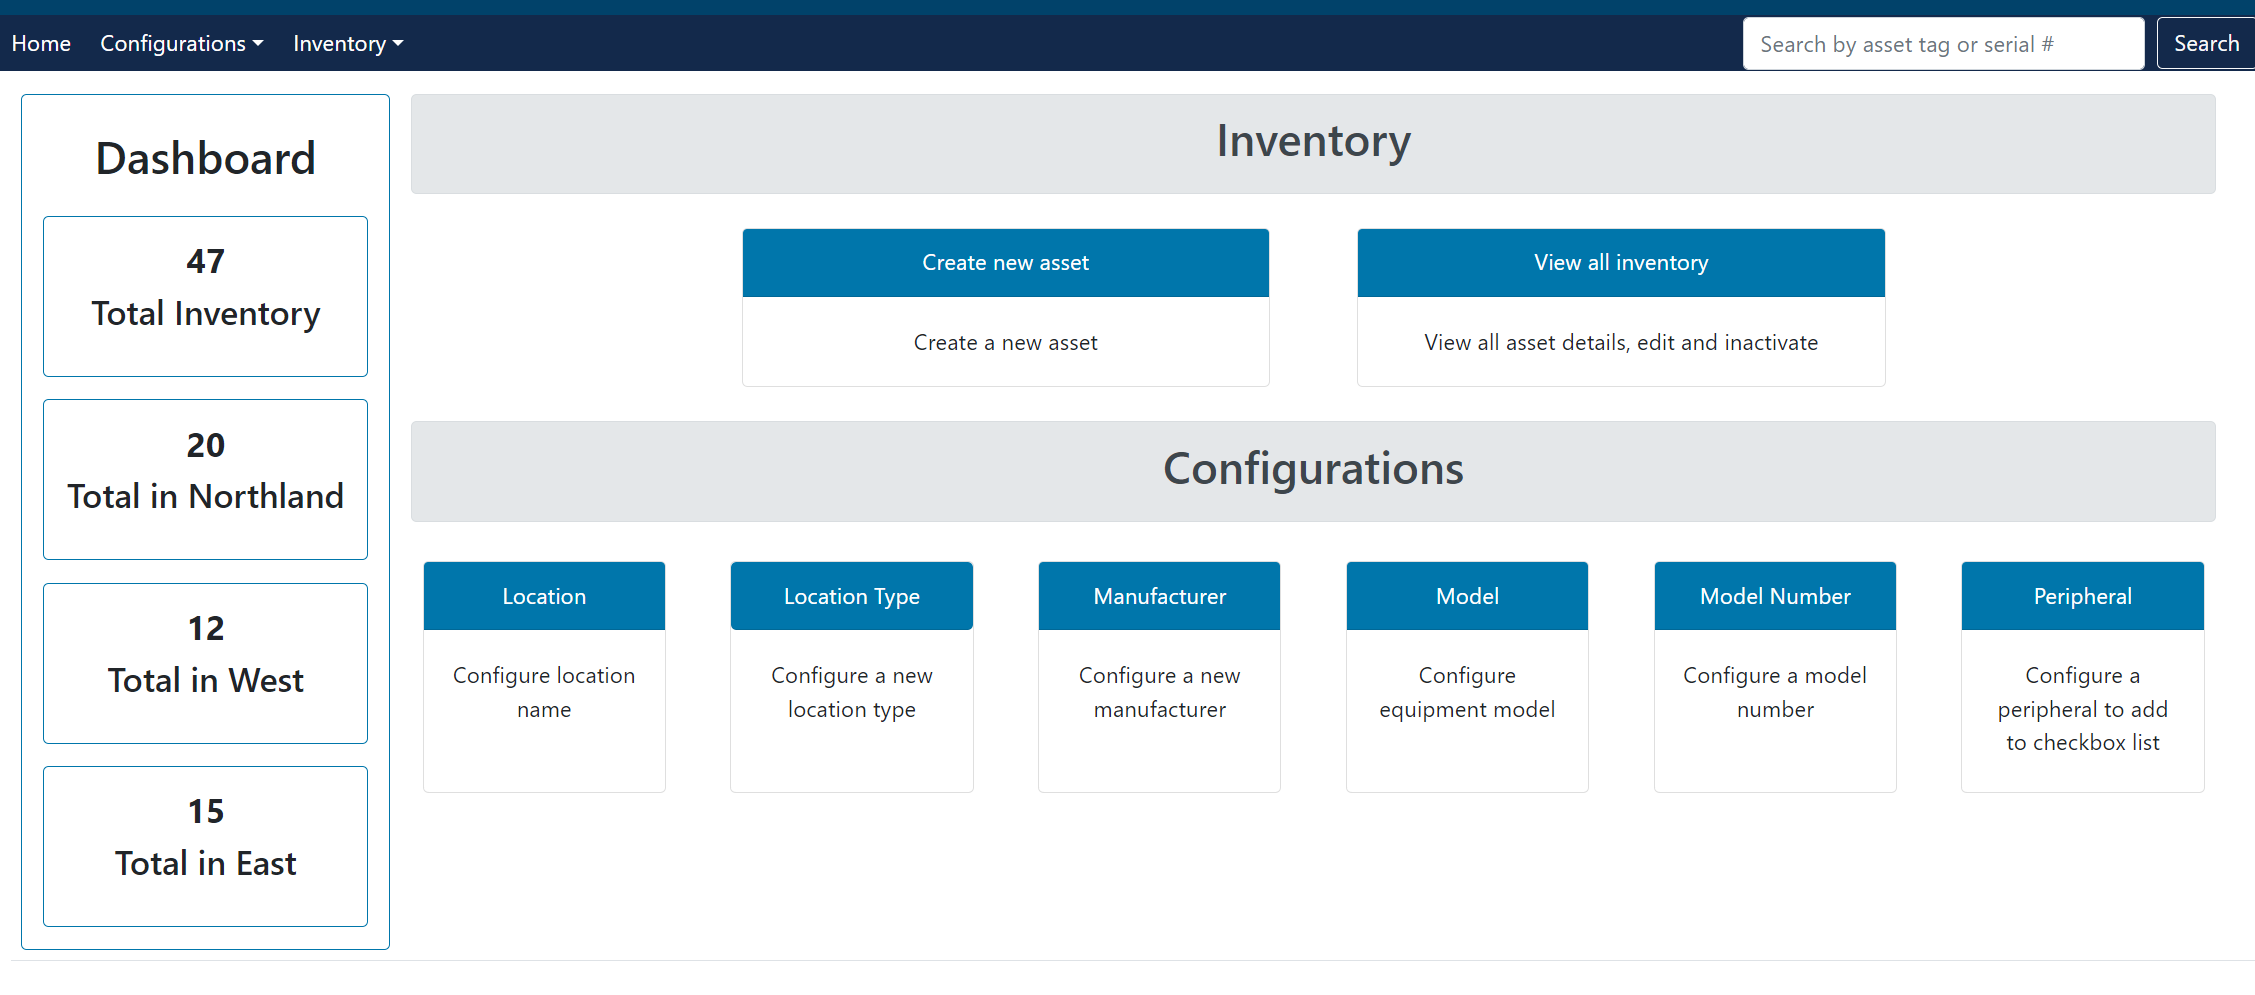 Home
Configurations
Inventory
Search by asset tag or serial #
Search
Dashboard
47
Total Inventory
20
Total in Northland
12
Total in West
15
Total in East
Inventory
Create new asset
Create a new asset
View all inventory
View all asset details, edit and inactivate
Configurations
Location
Configure location
name
Location Type
Configure a new
location type
Manufacturer
Configure a new
manufacturer
Model
Configure
equipment model
Model Number
Configure a model
number
Peripheral
Configure a
peripheral to add
to checkbox list